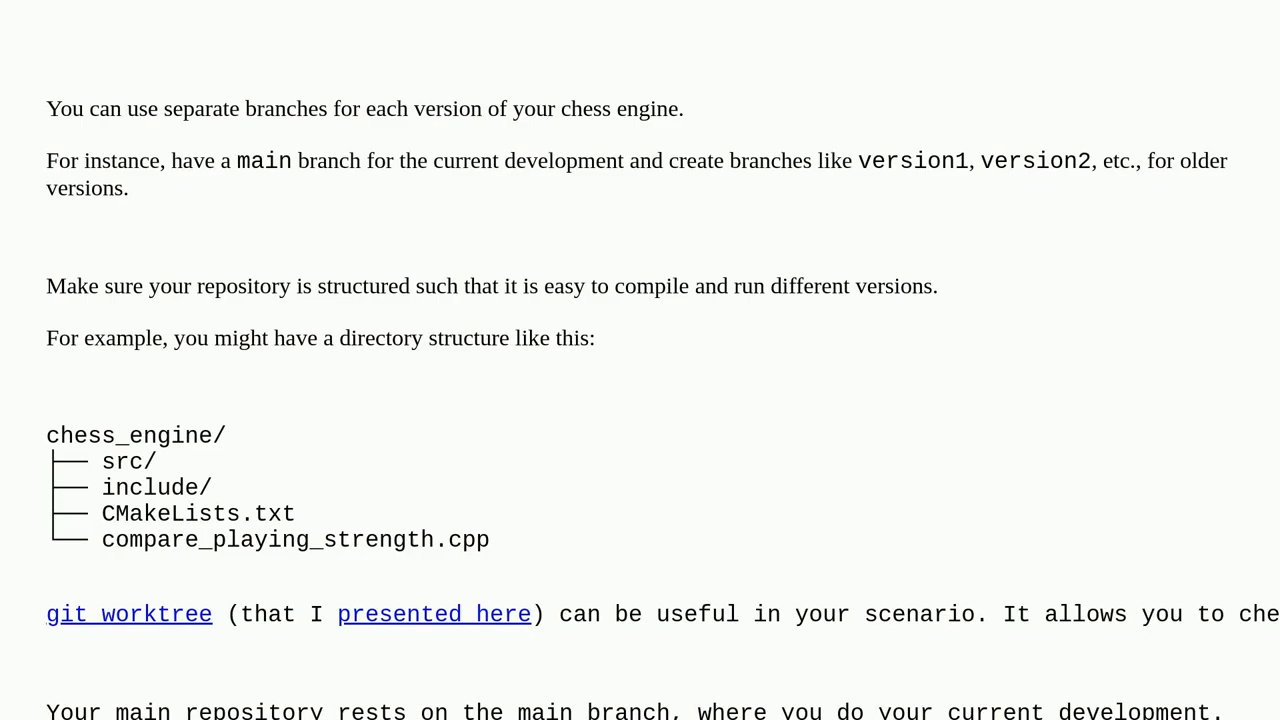 You can use separate branches for each version of your chess engine.
For instance, have a main branch for the current development and create branches like version1, version2, etc., for older
versions.
Make sure your repository is structured such that it is easy to compile and run different versions.
For example, you might have a directory structure like this:
chess_engine/
├── src/
├── include/
├── CMakeLists.txt
└── compare_playing_strength.cpp
git worktree (that I presented here) can be useful in your scenario. It allows you to che
Your main repository rests on the main branch, where you do your current development.